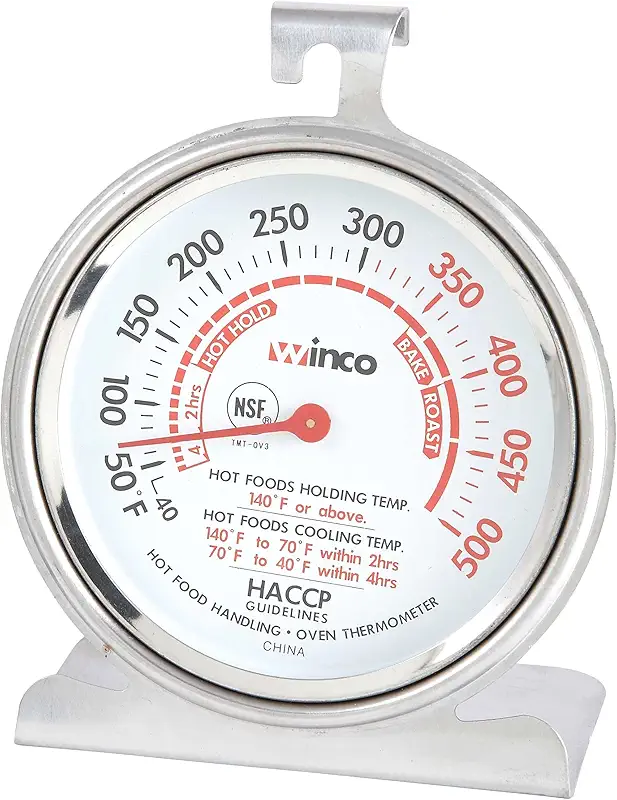 250
300
200
350
150
400
100
450
50°F
40
500
HOT HOLD
BAKE
ROAST
2hrs
4
Winco
NSF®
TMT-OV3
HOT FOODS HOLDING TEMP.
140°F or above.
HOT FOODS COOLING TEMP.
140°F to 70°F within 2hrs
70°F to 40°F within 4hrs
HACCP
GUIDELINES
HOT FOOD HANDLING • OVEN THERMOMETER
CHINA